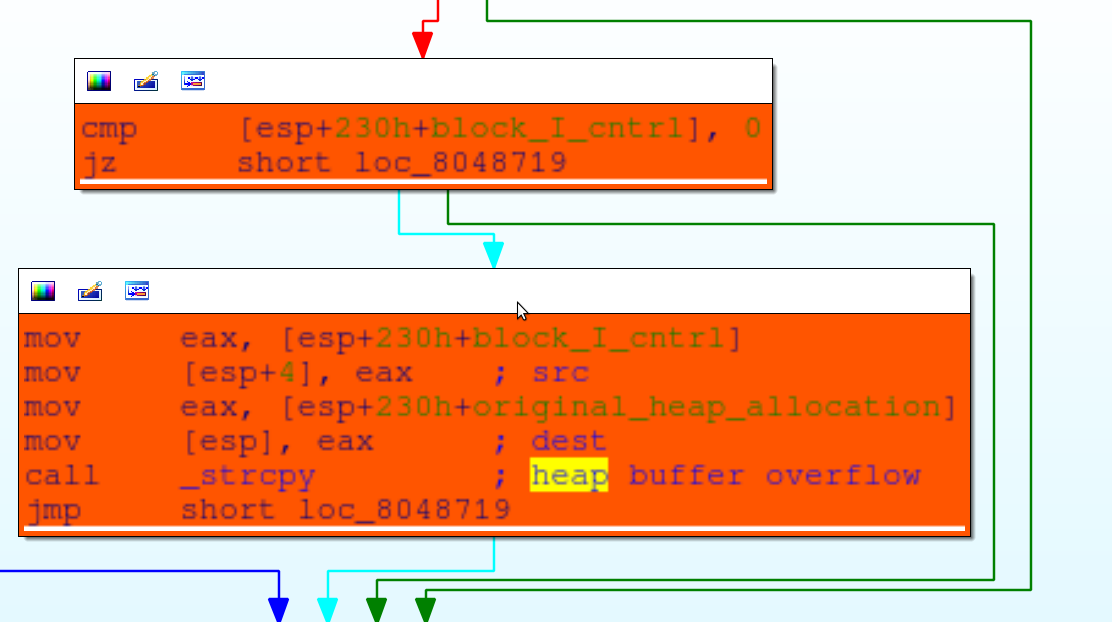 cmp [esp+230h+block_I_cntrl], 0
jz short loc_8048719
mov eax, [esp+230h+block_I_cntrl]
mov [esp+4], eax ; src
mov eax, [esp+230h+original_heap_allocation]
mov [esp], eax ; dest
call _strcpy ; heap buffer overflow
jmp short loc_8048719